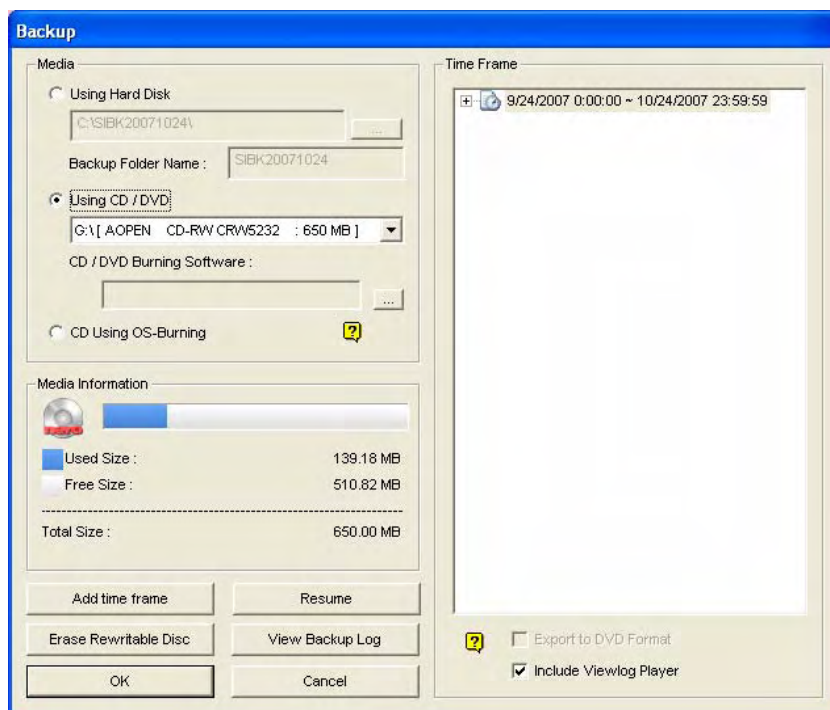 Backup
Media
Using Hard Disk
C:\SIBK20071024\
...
Backup Folder Name :
SIBK20071024
Using CD / DVD
G:\ [ AOPEN CD-RW CRW5232 : 650 MB ]
CD / DVD Burning Software :
...
CD Using OS-Burning
?
Media Information
nero
Used Size :
139.18 MB
Free Size :
510.82 MB
Total Size :
650.00 MB
Add time frame
Resume
Erase Rewritable Disc
View Backup Log
OK
Cancel
Time Frame
9/24/2007 0:00:00 ~ 10/24/2007 23:59:59
?
Export to DVD Format
Include Viewlog Player